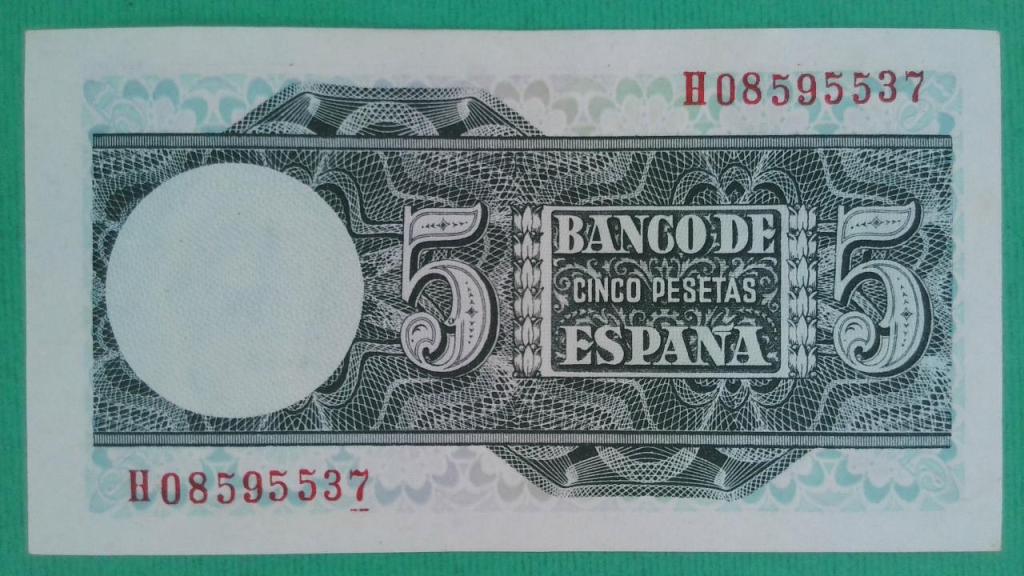 H08595537
5 BANCO DE 5
CINCO PESETAS
ESPAÑA
H08595537